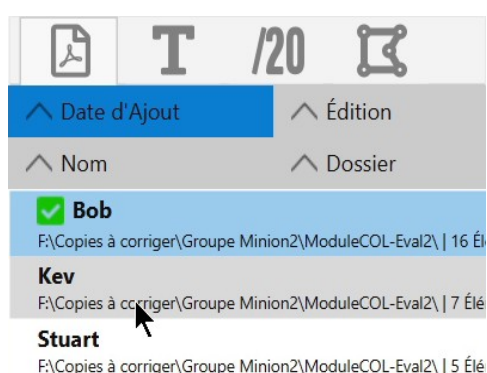 T /20
Date d'Ajout Édition
Nom Dossier
Bob
F:\Copies à corriger\Groupe Minion2\ModuleCOL-Eval2\ | 16 Él
Kev
F:\Copies à corriger\Groupe Minion2\ModuleCOL-Eval2\ | 7 Élé
Stuart
F:\Copies à corriger\Groupe Minion2\ModuleCOL-Eval2\ | 5 Élé